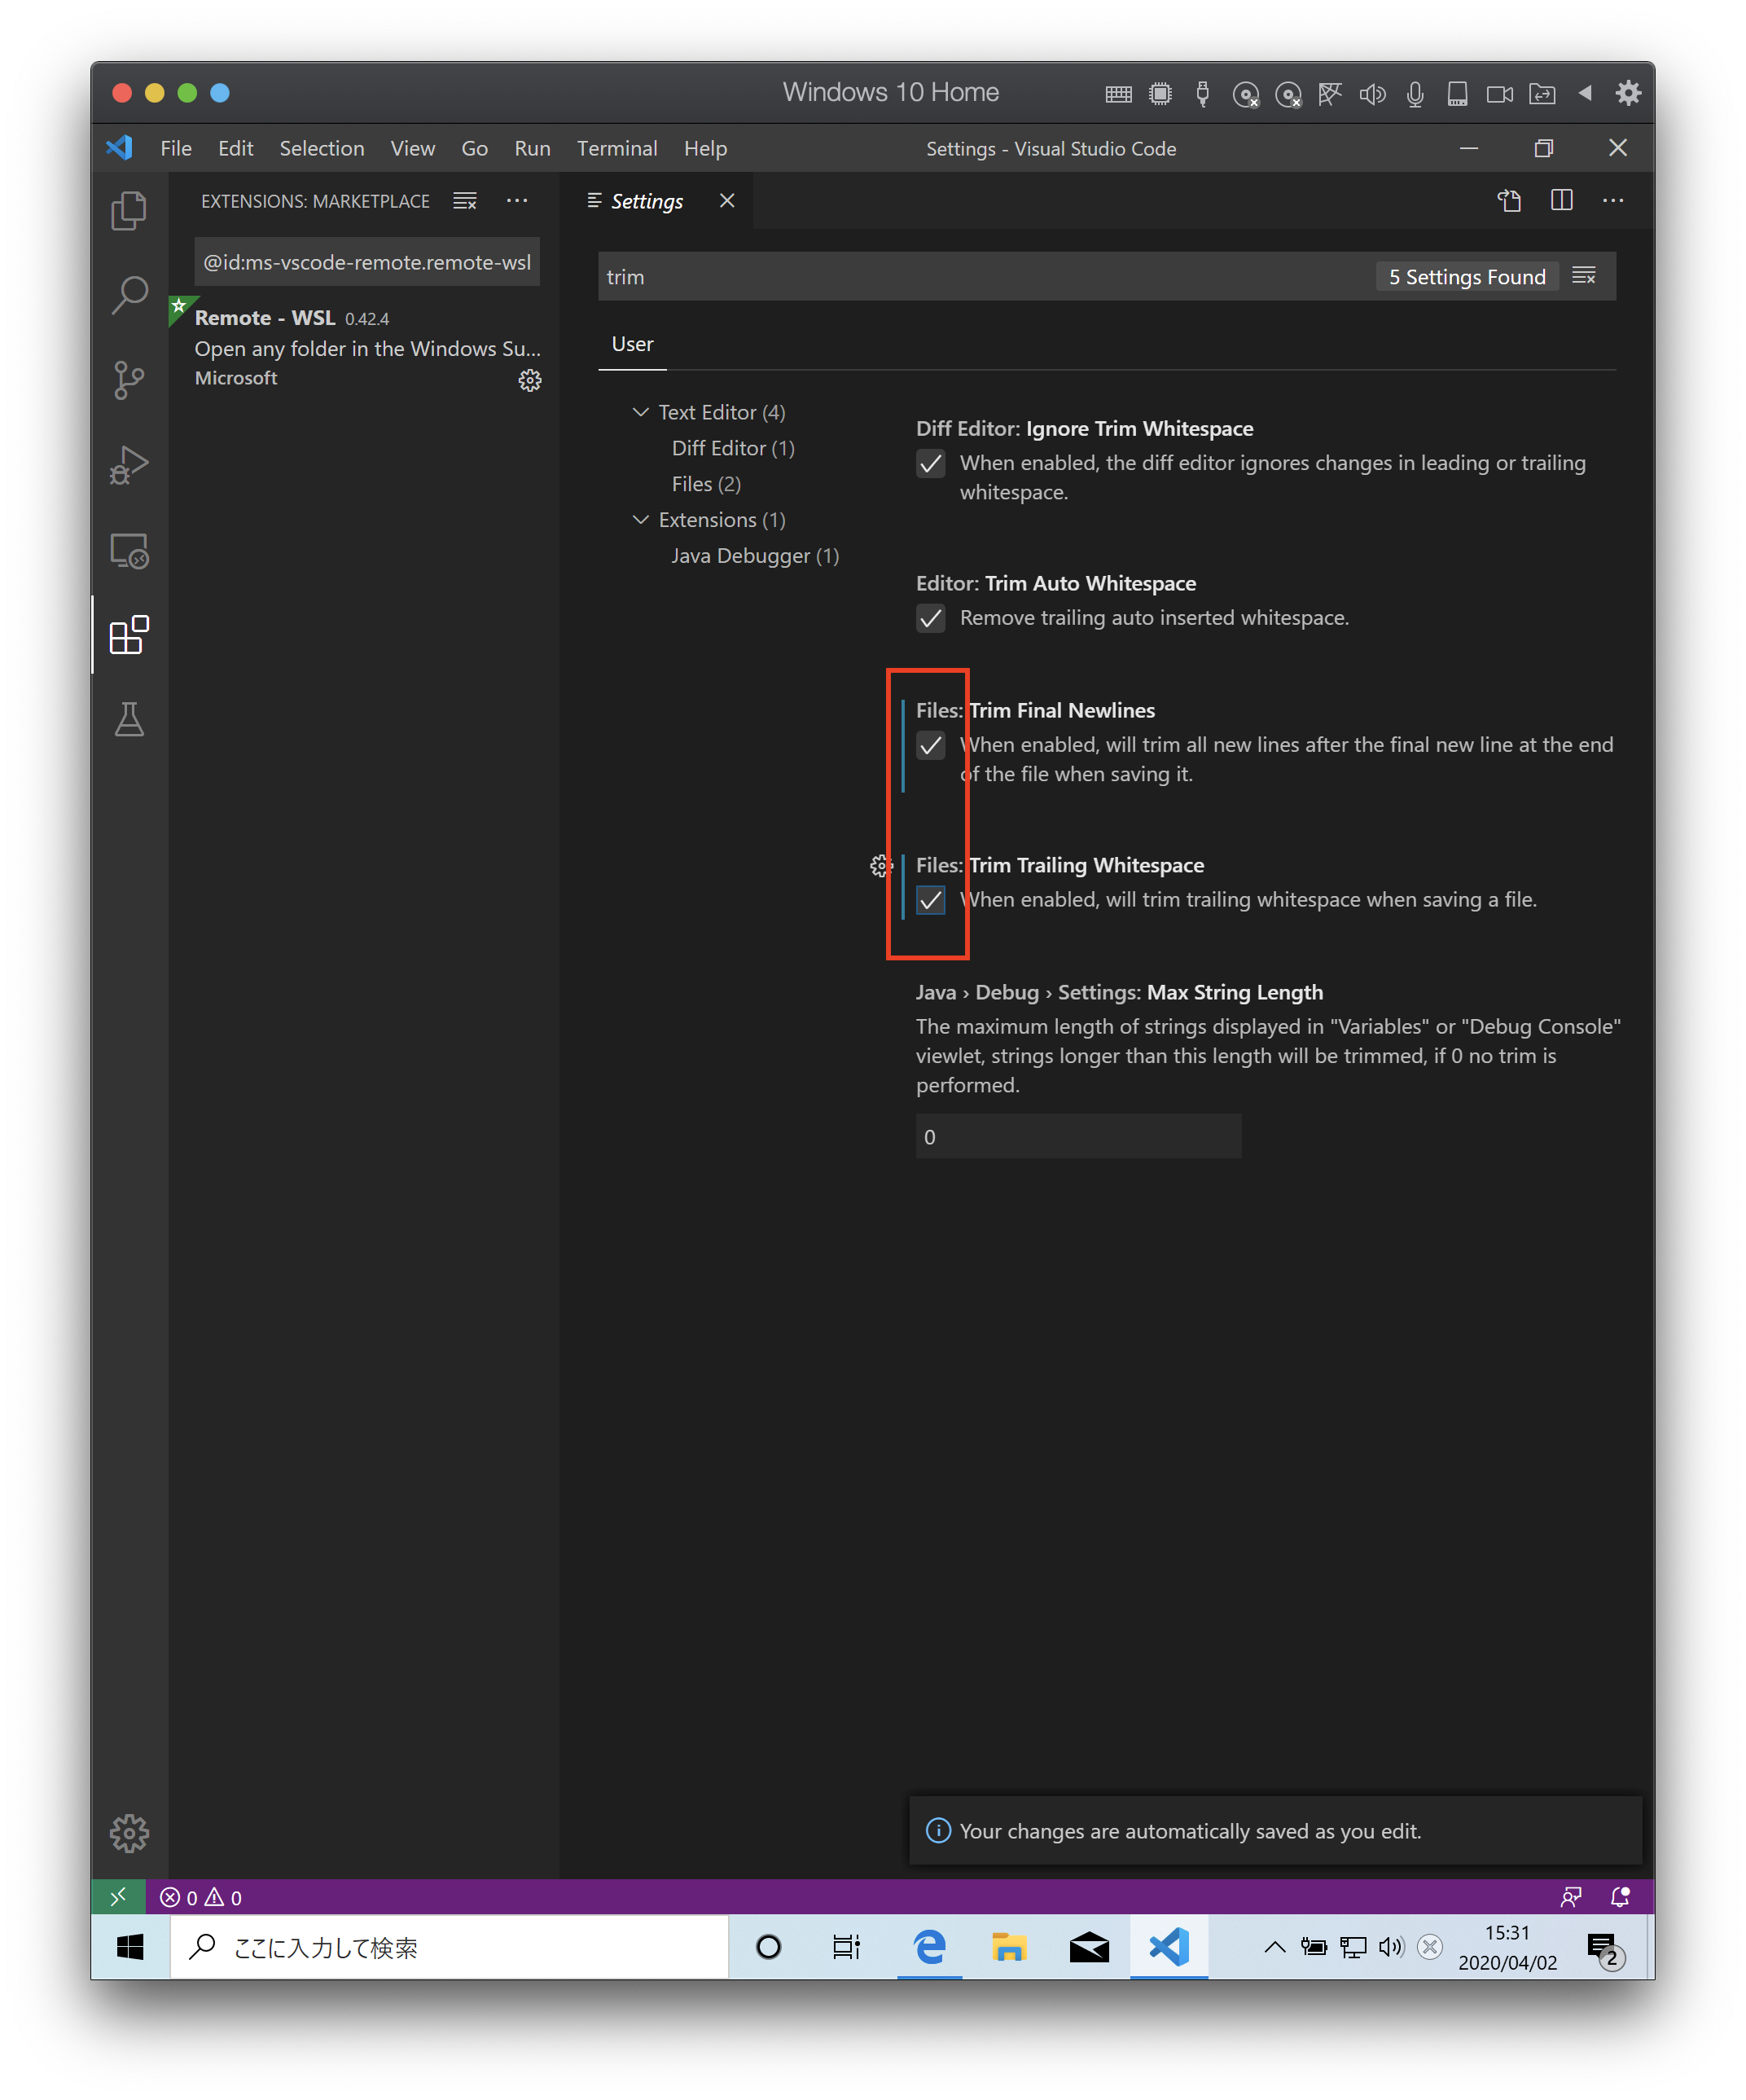 Windows 10 Home
File Edit Selection View Go Run Terminal Help
Settings - Visual Studio Code
EXTENSIONS: MARKETPLACE
Settings
@id:ms-vscode-remote.remote-wsl
Remote - WSL 0.42.4
Open any folder in the Windows Su...
Microsoft
trim
5 Settings Found
User
Text Editor (4)
Diff Editor (1)
Files (2)
Extensions (1)
Java Debugger (1)
Diff Editor: Ignore Trim Whitespace
When enabled, the diff editor ignores changes in leading or trailing
whitespace.
Editor: Trim Auto Whitespace
Remove trailing auto inserted whitespace.
Files: Trim Final Newlines
When enabled, will trim all new lines after the final new line at the end
of the file when saving it.
Files: Trim Trailing Whitespace
When enabled, will trim trailing whitespace when saving a file.
Java › Debug › Settings: Max String Length
The maximum length of strings displayed in "Variables" or "Debug Console"
viewlet, strings longer than this length will be trimmed, if 0 no trim is
performed.
0
Your changes are automatically saved as you edit.
0 0
ここに入力して検索
15:31
2020/04/02
2